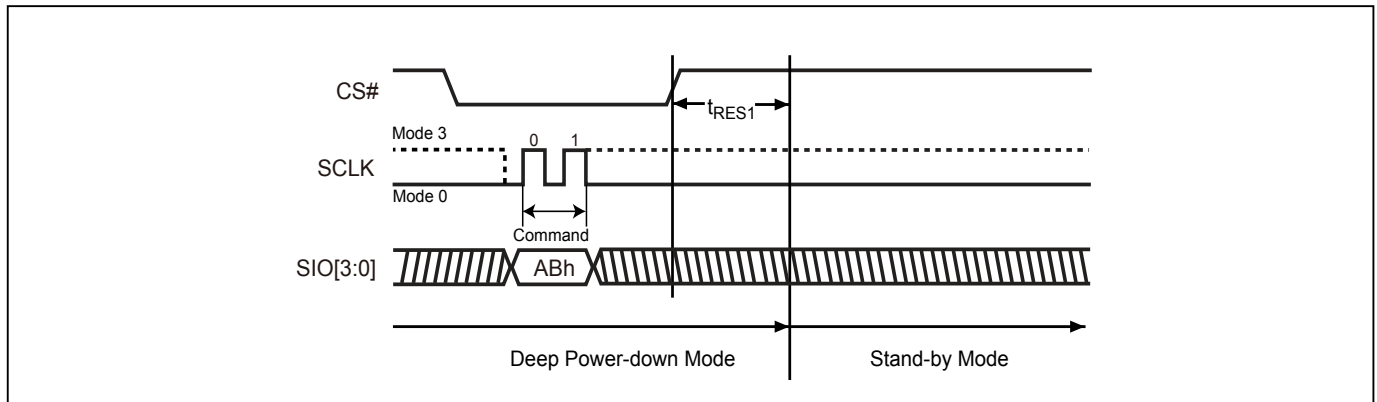 CS#
tRES1
Mode 3
0 1
SCLK
Mode 0
Command
SIO[3:0]
ABh
Deep Power-down Mode
Stand-by Mode